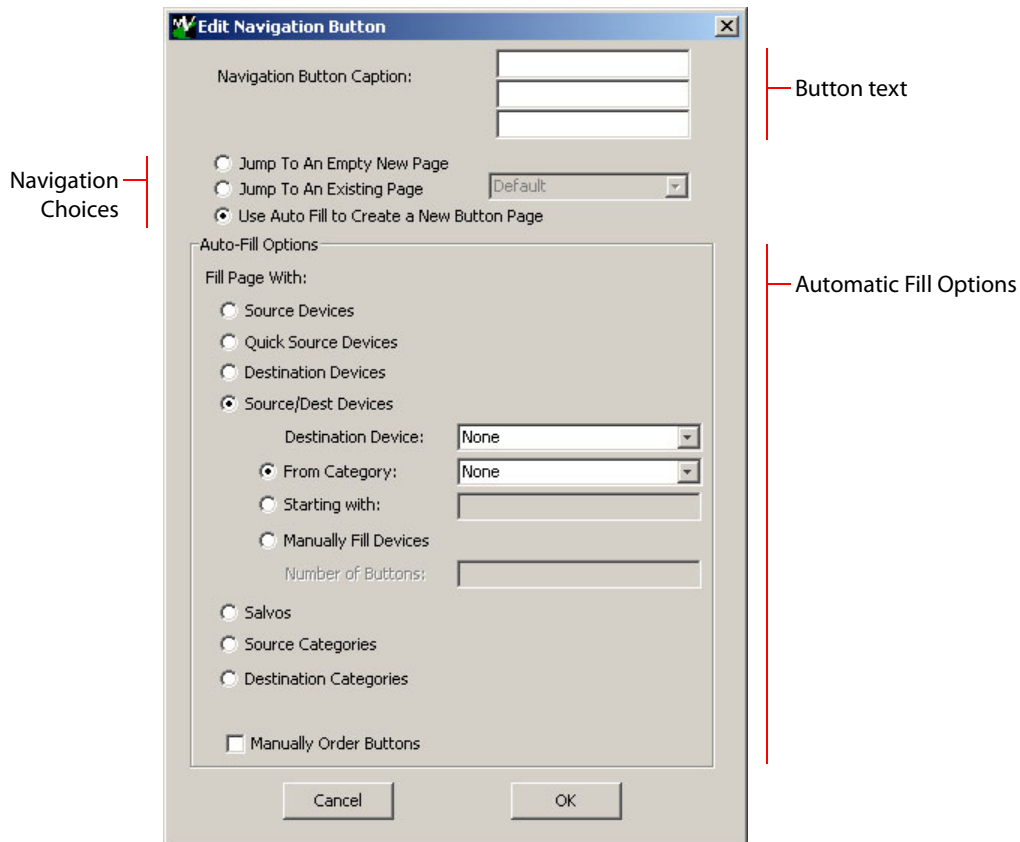 Edit Navigation Button
Navigation Button Caption:
Button text
Navigation
Choices
Jump To An Empty New Page
Jump To An Existing Page
Default
Use Auto Fill to Create a New Button Page
Auto-Fill Options
Automatic Fill Options
Fill Page With:
Source Devices
Quick Source Devices
Destination Devices
Source/Dest Devices
Destination Device:
None
From Category:
None
Starting with:
Manually Fill Devices
Number of Buttons:
Salvos
Source Categories
Destination Categories
Manually Order Buttons
Cancel
OK